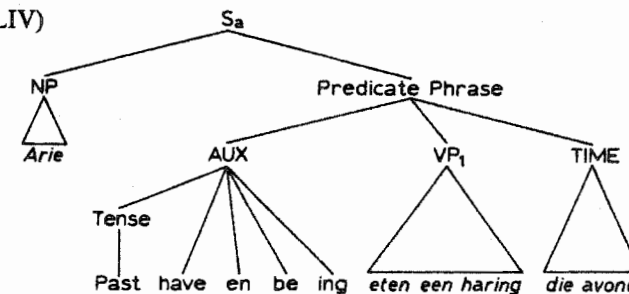 LIV)
Sa
NP
Predicate Phrase
Arie
AUX
VP₁
TIME
Tense
Past have en be ing eten een haring die avond